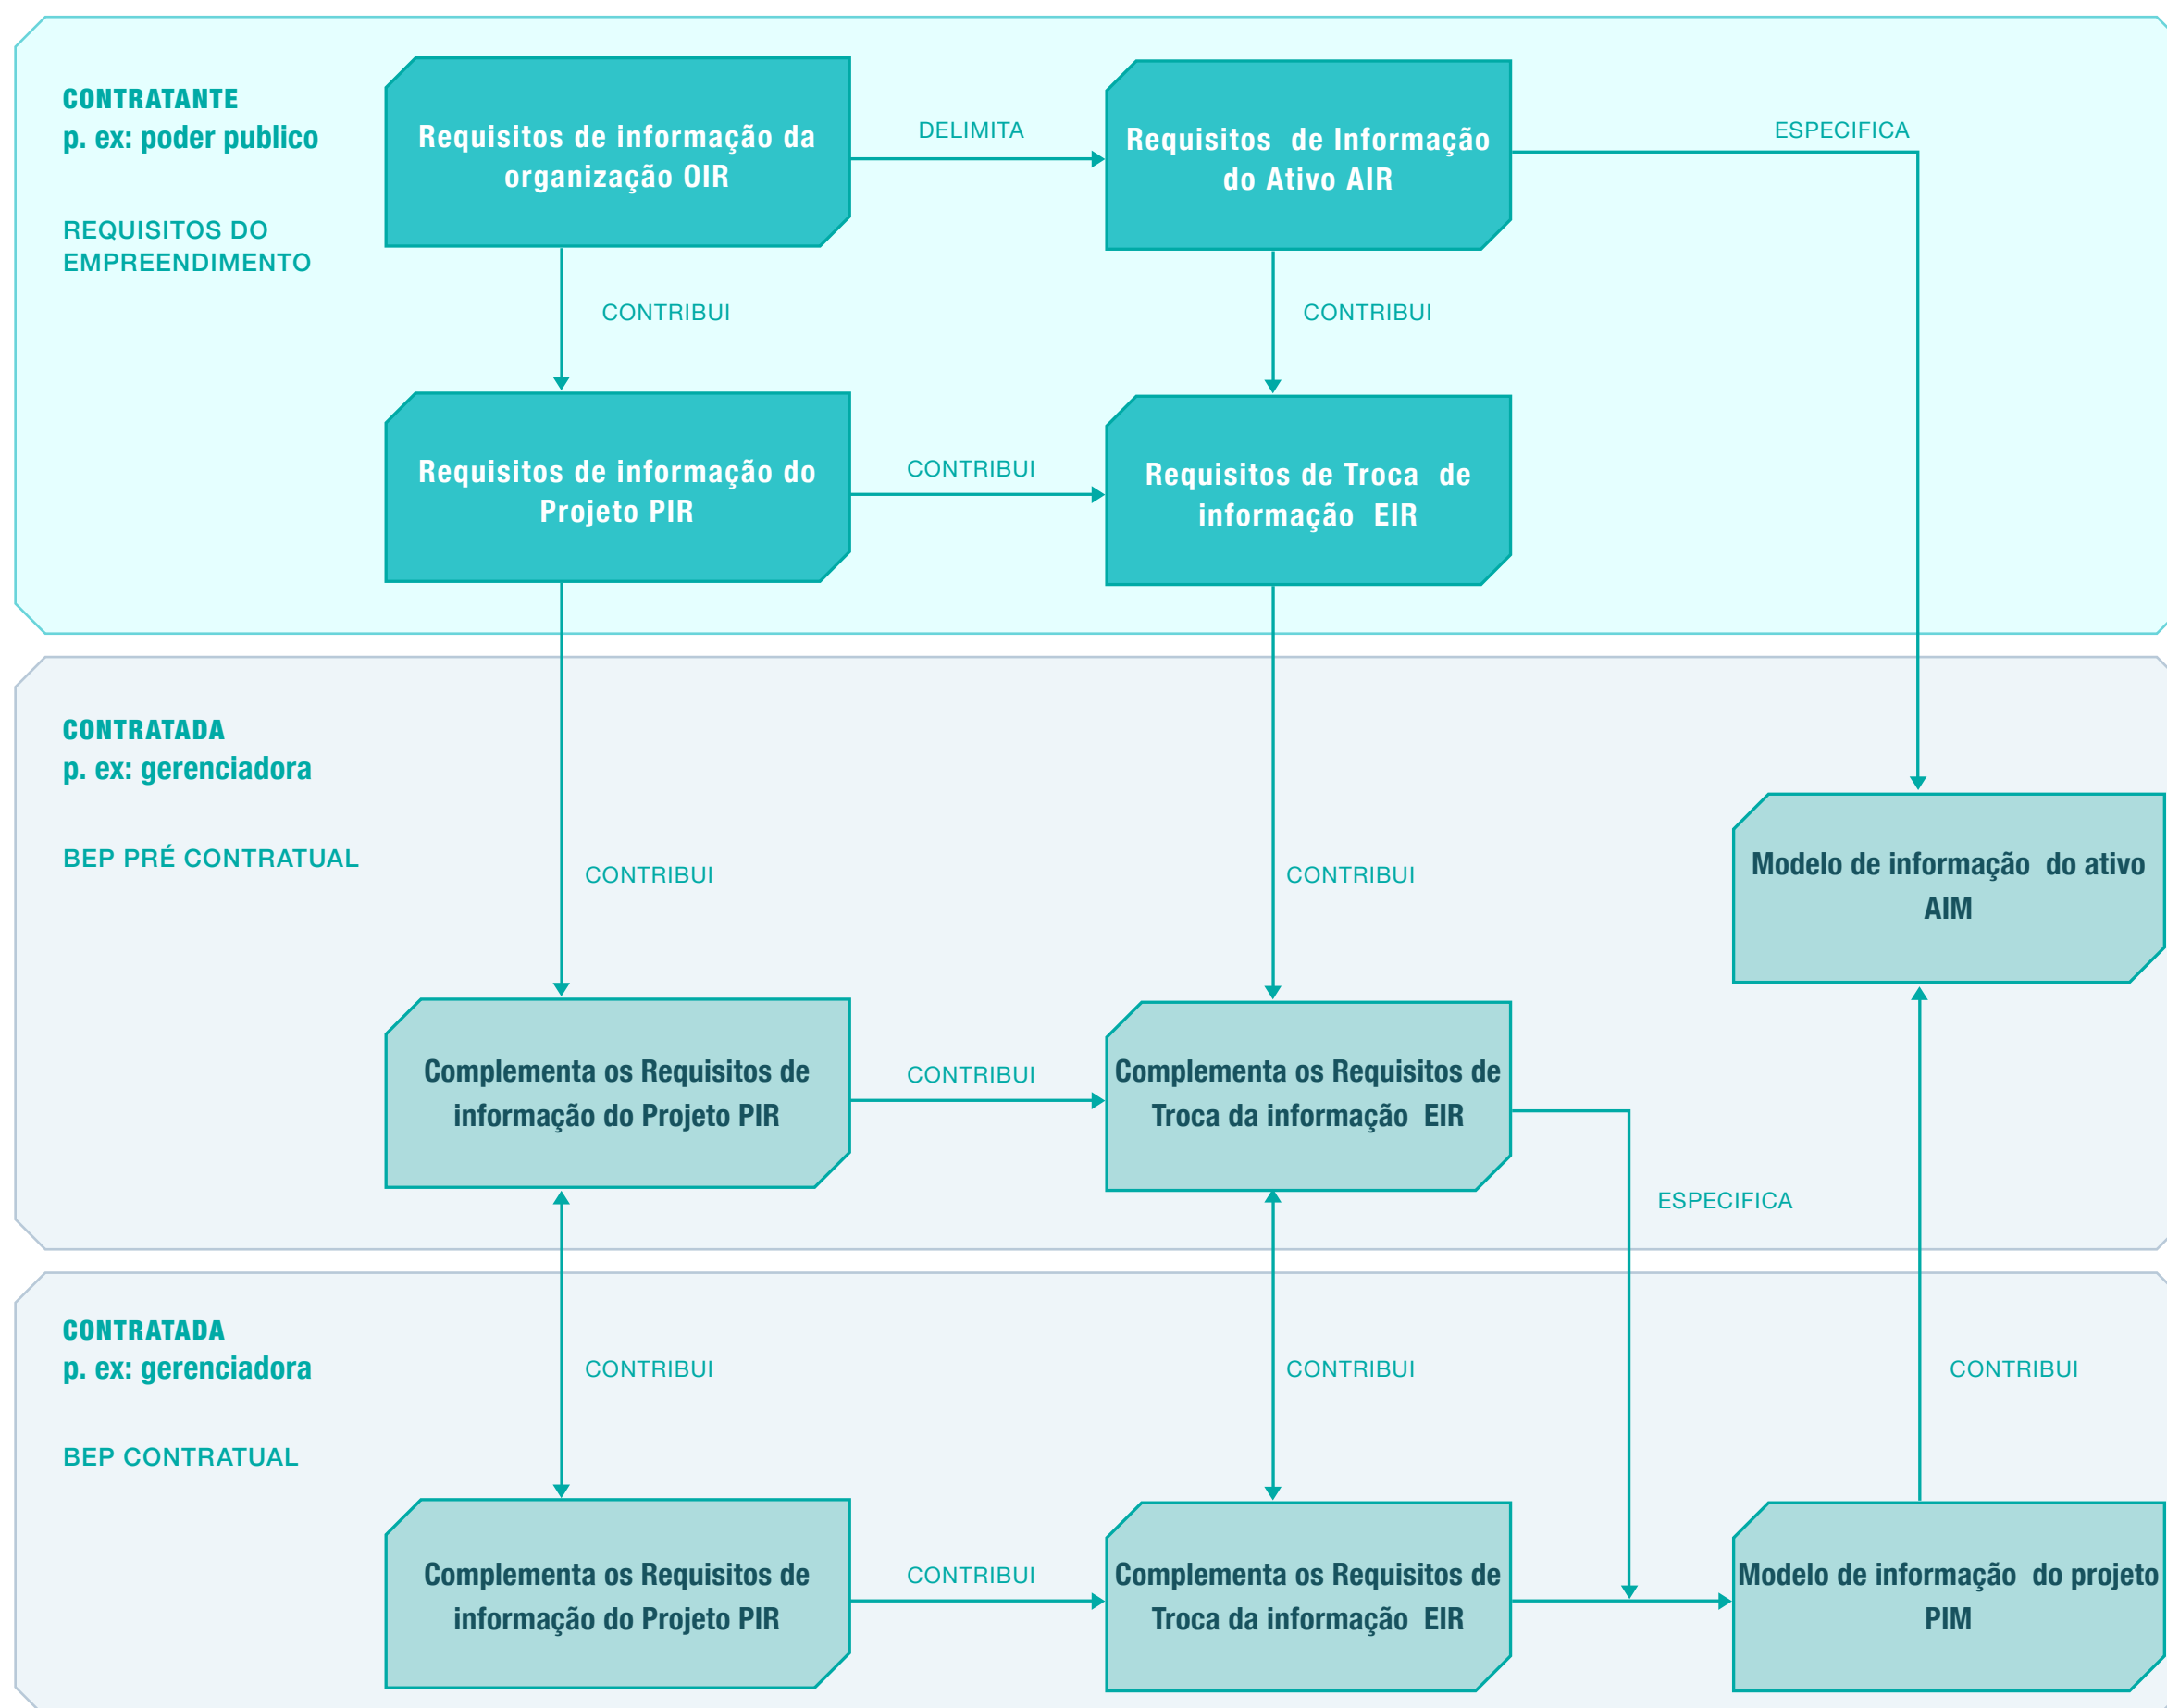 CONTRATANTE
p. ex: poder publico
REQUISITOS DO
EMPREENDIMENTO
Requisitos de informação da
organização OIR
DELIMITA
Requisitos de Informação
do Ativo AIR
ESPECIFICA
CONTRIBUI
CONTRIBUI
Requisitos de informação do
Projeto PIR
CONTRIBUI
Requisitos de Troca de
informação EIR
CONTRATADA
p. ex: gerenciadora
BEP PRÉ CONTRATUAL
CONTRIBUI
CONTRIBUI
Modelo de informação do ativo
AIM
Complementa os Requisitos de
informação do Projeto PIR
CONTRIBUI
Complementa os Requisitos de
Troca da informação EIR
ESPECIFICA
CONTRATADA
p. ex: gerenciadora
BEP CONTRATUAL
CONTRIBUI
CONTRIBUI
CONTRIBUI
Complementa os Requisitos de
informação do Projeto PIR
CONTRIBUI
Complementa os Requisitos de
Troca da informação EIR
Modelo de informação do projeto
PIM